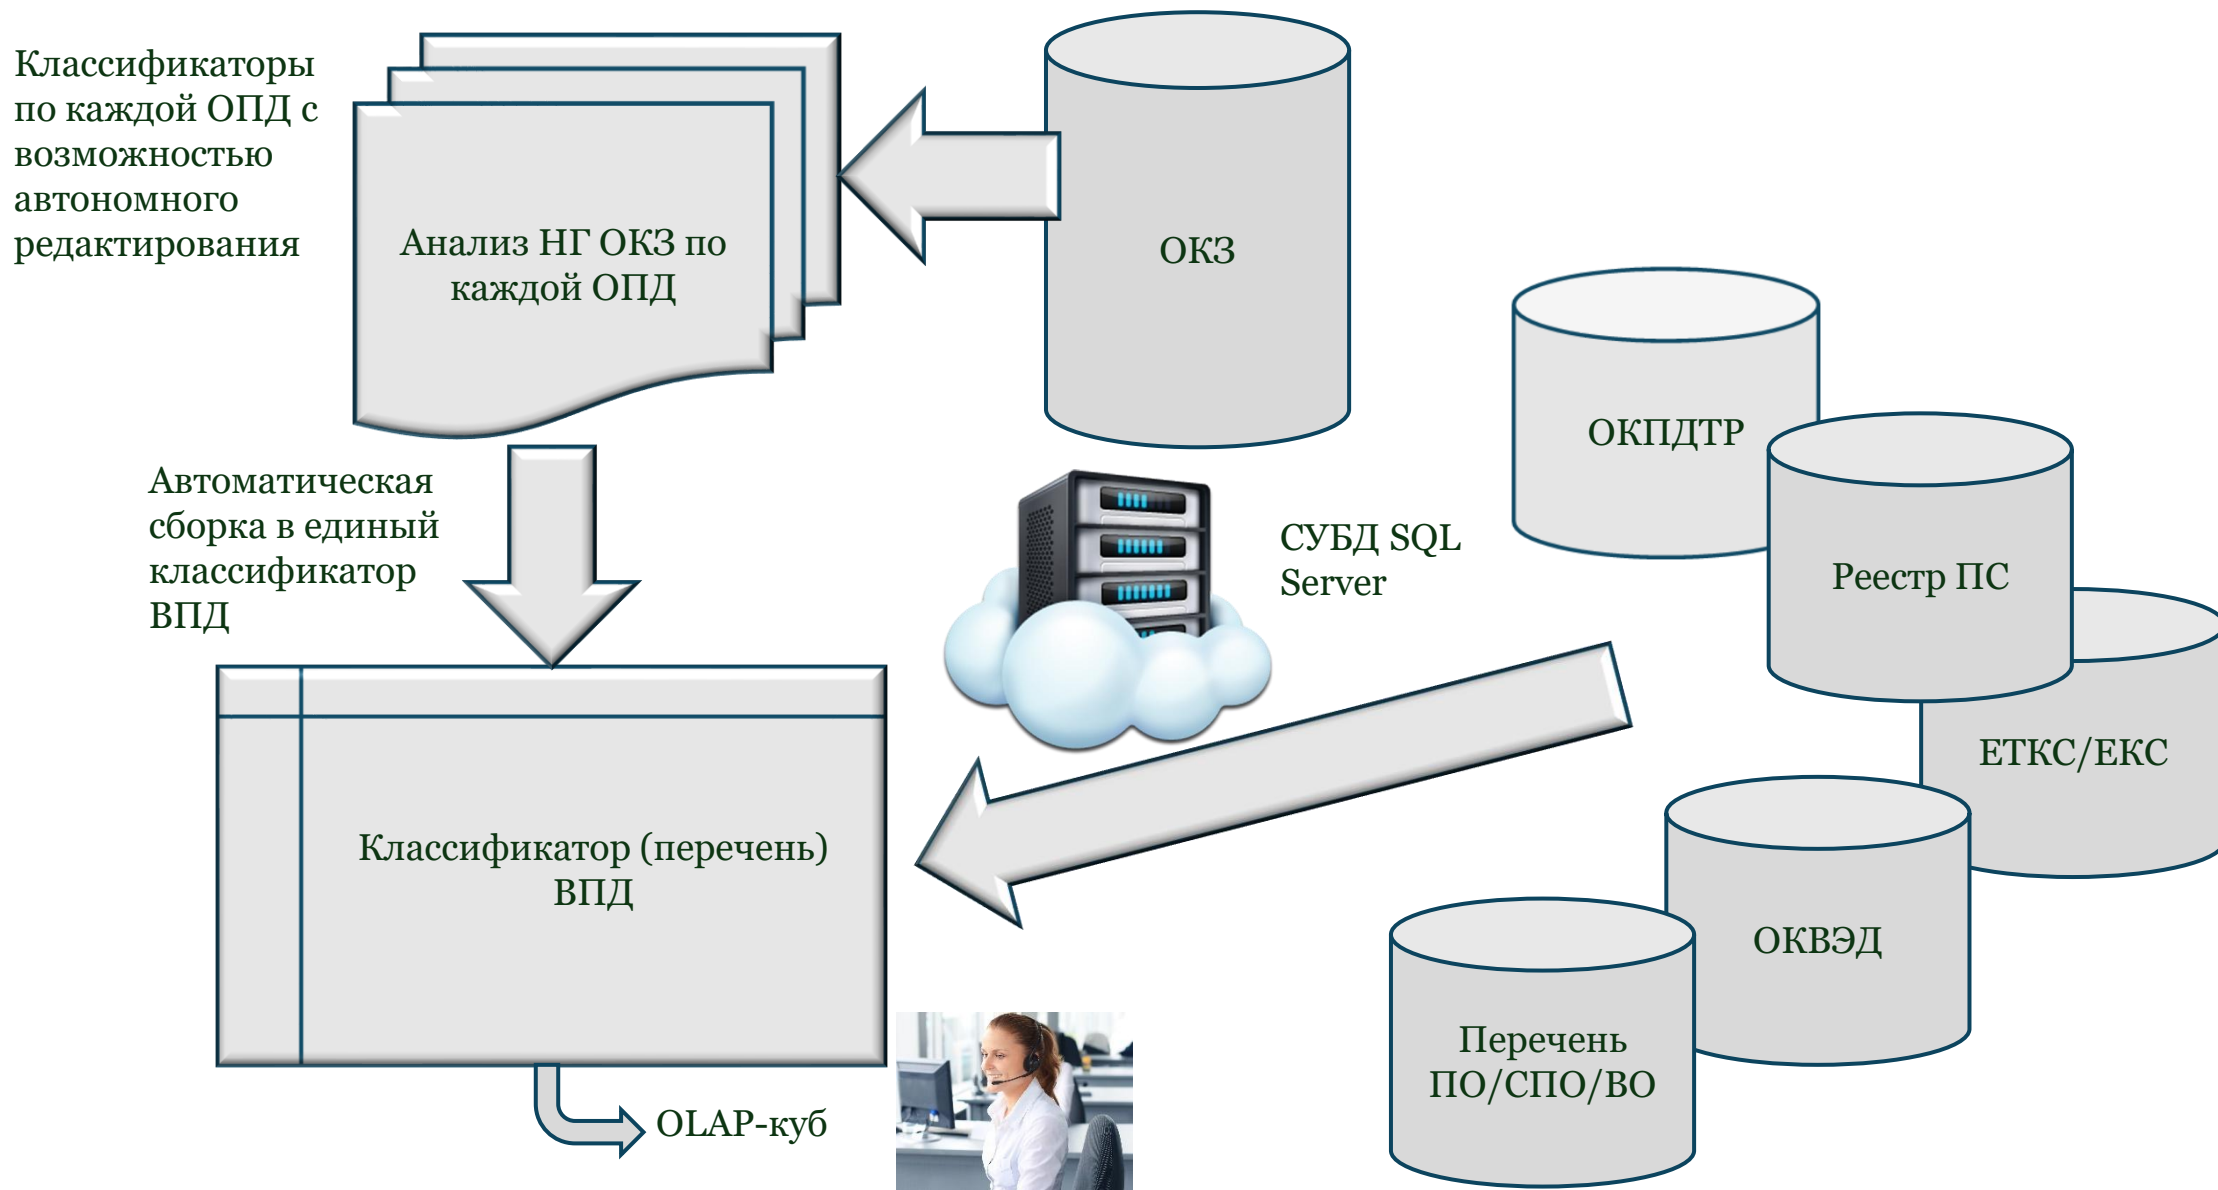 Классификаторы
по каждой ОПД с
возможностью
автономного
редактирования
Анализ НГ ОКЗ по
каждой ОПД
ОКЗ
ОКПДТР
Реестр ПС
ЕТКС/ЕКС
ОКВЭД
Перечень
ПО/СПО/ВО
СУБД SQL
Server
Автоматическая
сборка в единый
классификатор
ВПД
Классификатор (перечень)
ВПД
OLAP-куб